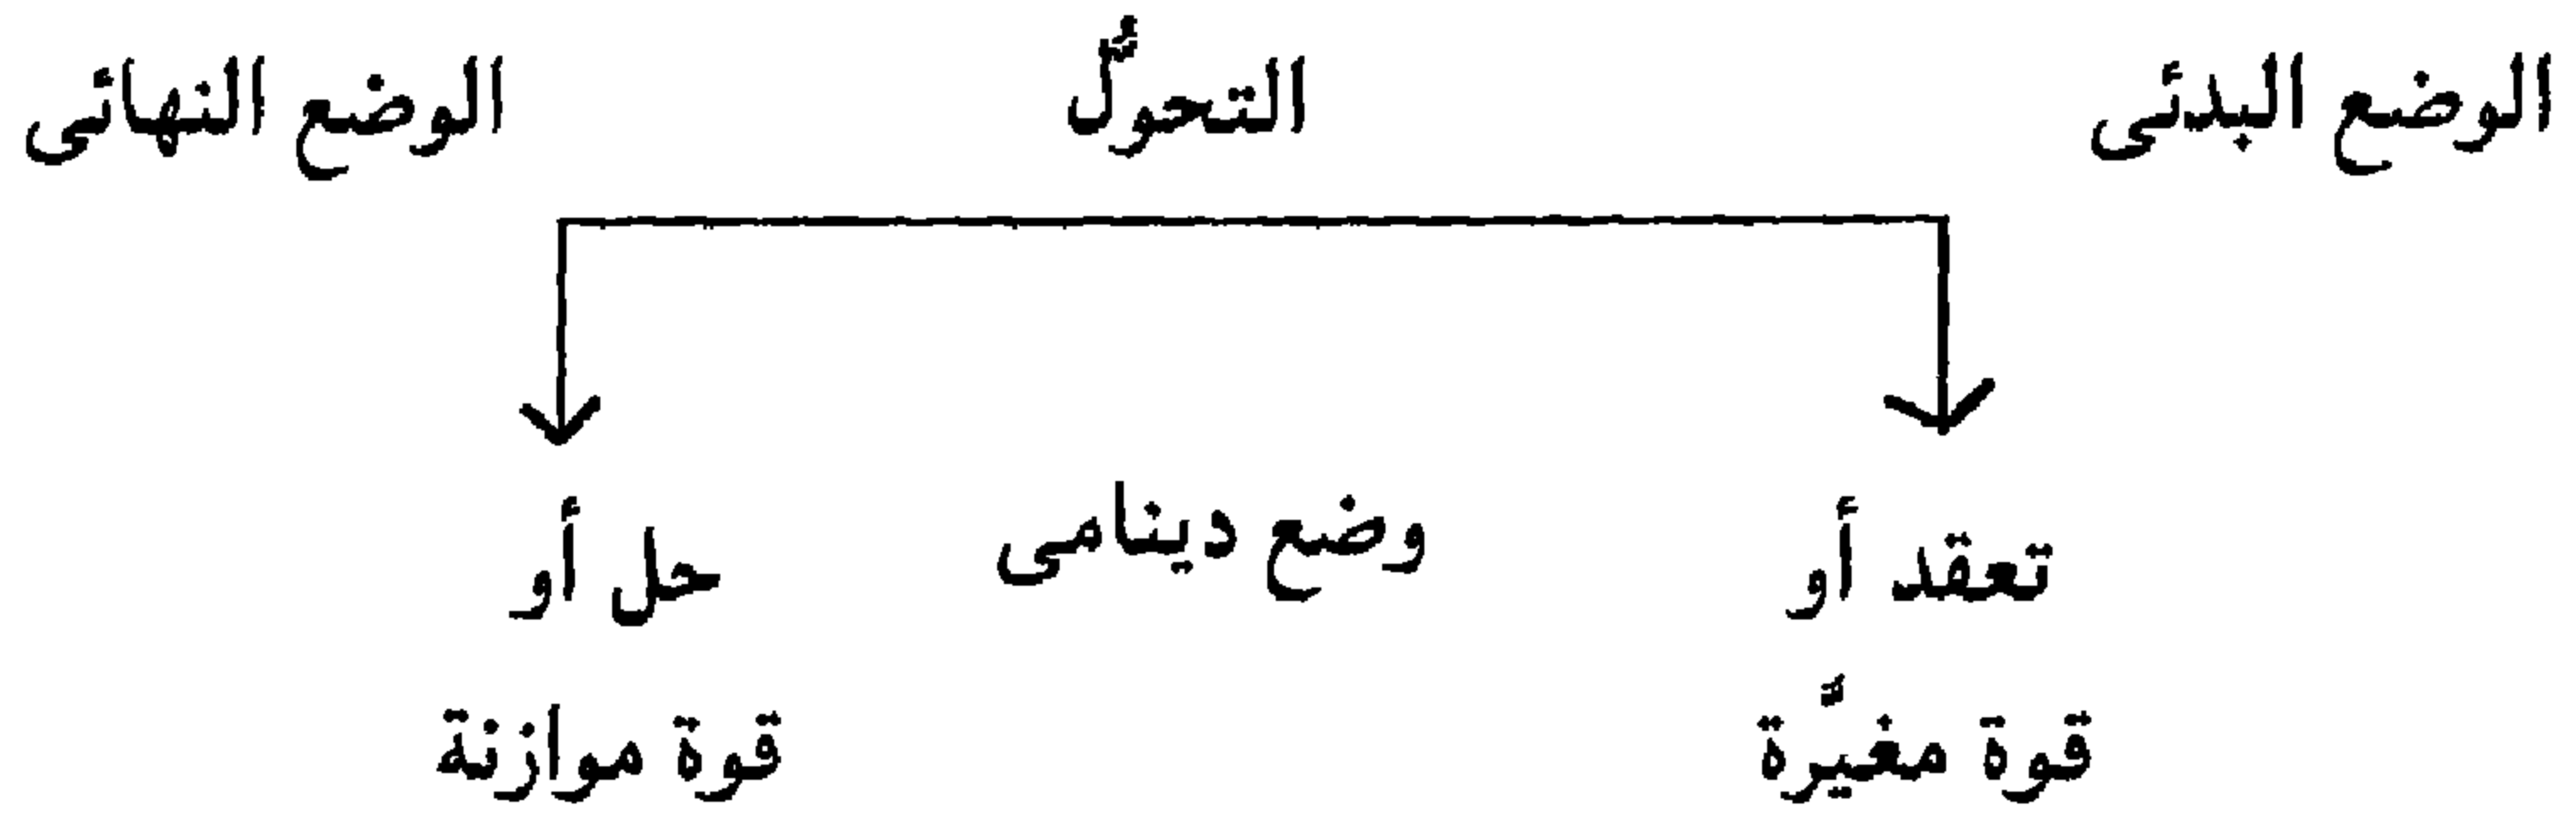 الوضع البدئى التحوُّل الوضع النهائى
تعقد أو وضع دينامى حل أو
قوة مغيِّرة قوة موازنة